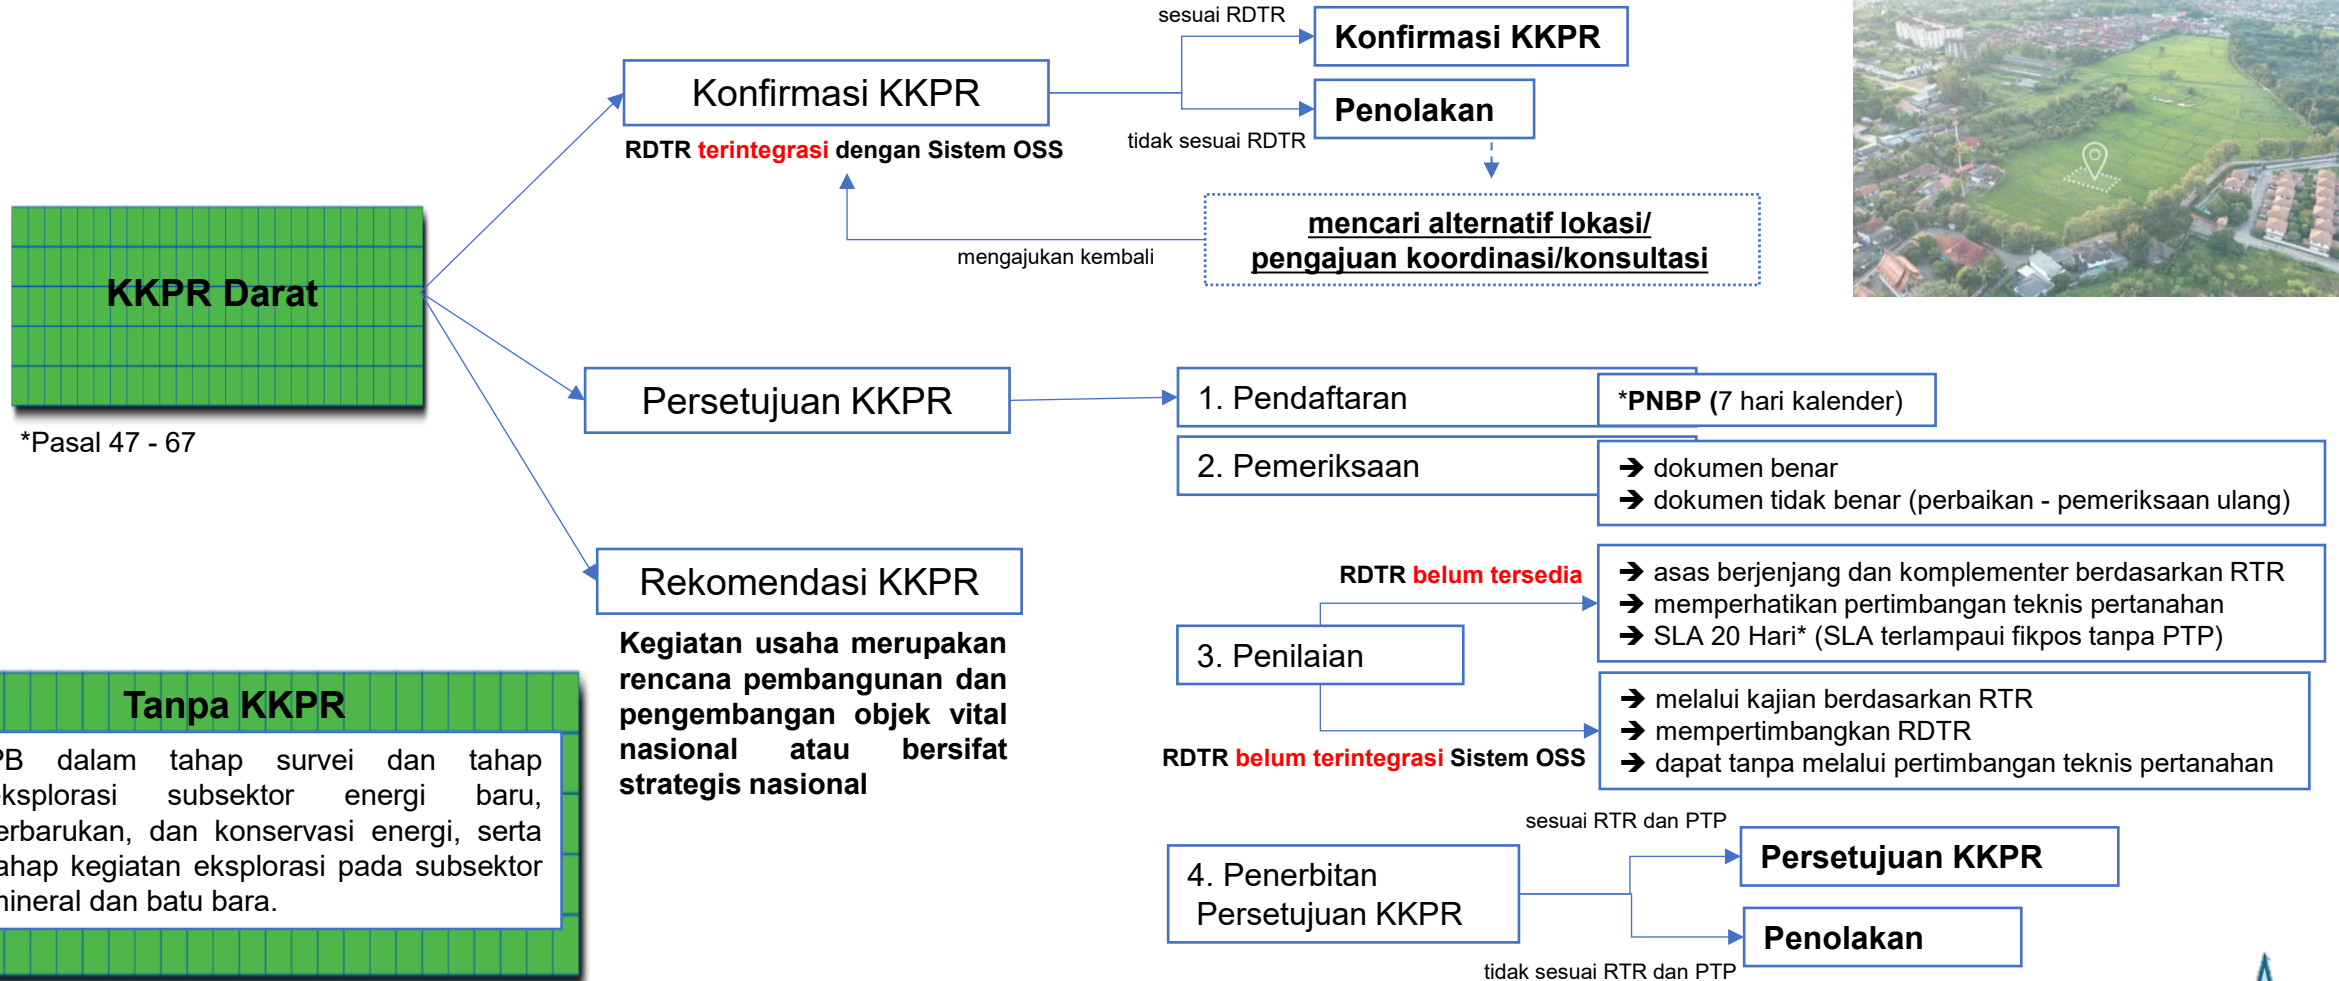 sesuai RDTR
Konfirmasi KKPR
Konfirmasi KKPR
Penolakan
tidak sesuai RDTR
RDTR terintegrasi dengan Sistem OSS
mencari alternatif lokasi/
pengajuan koordinasi/konsultasi
mengajukan kembali
KKPR Darat
*Pasal 47 - 67
Persetujuan KKPR
1. Pendaftaran
*PNBP (7 hari kalender)
2. Pemeriksaan
➔ dokumen benar
➔ dokumen tidak benar (perbaikan - pemeriksaan ulang)
Rekomendasi KKPR
Kegiatan usaha merupakan
rencana pembangunan dan
pengembangan objek vital
nasional atau bersifat
strategis nasional
RDTR belum tersedia
➔ asas berjenjang dan komplementer berdasarkan RTR
➔ memperhatikan pertimbangan teknis pertanahan
➔ SLA 20 Hari* (SLA terlampaui fikpos tanpa PTP)
3. Penilaian
RDTR belum terintegrasi Sistem OSS
➔ melalui kajian berdasarkan RTR
➔ mempertimbangkan RDTR
➔ dapat tanpa melalui pertimbangan teknis pertanahan
4. Penerbitan
Persetujuan KKPR
sesuai RTR dan PTP
Persetujuan KKPR
Penolakan
tidak sesuai RTR dan PTP
Tanpa KKPR
dalam tahap survei dan tahap
eksplorasi subsektor energi baru,
terbarukan, dan konservasi energi, serta
tahap kegiatan eksplorasi pada subsektor
mineral dan batu bara.